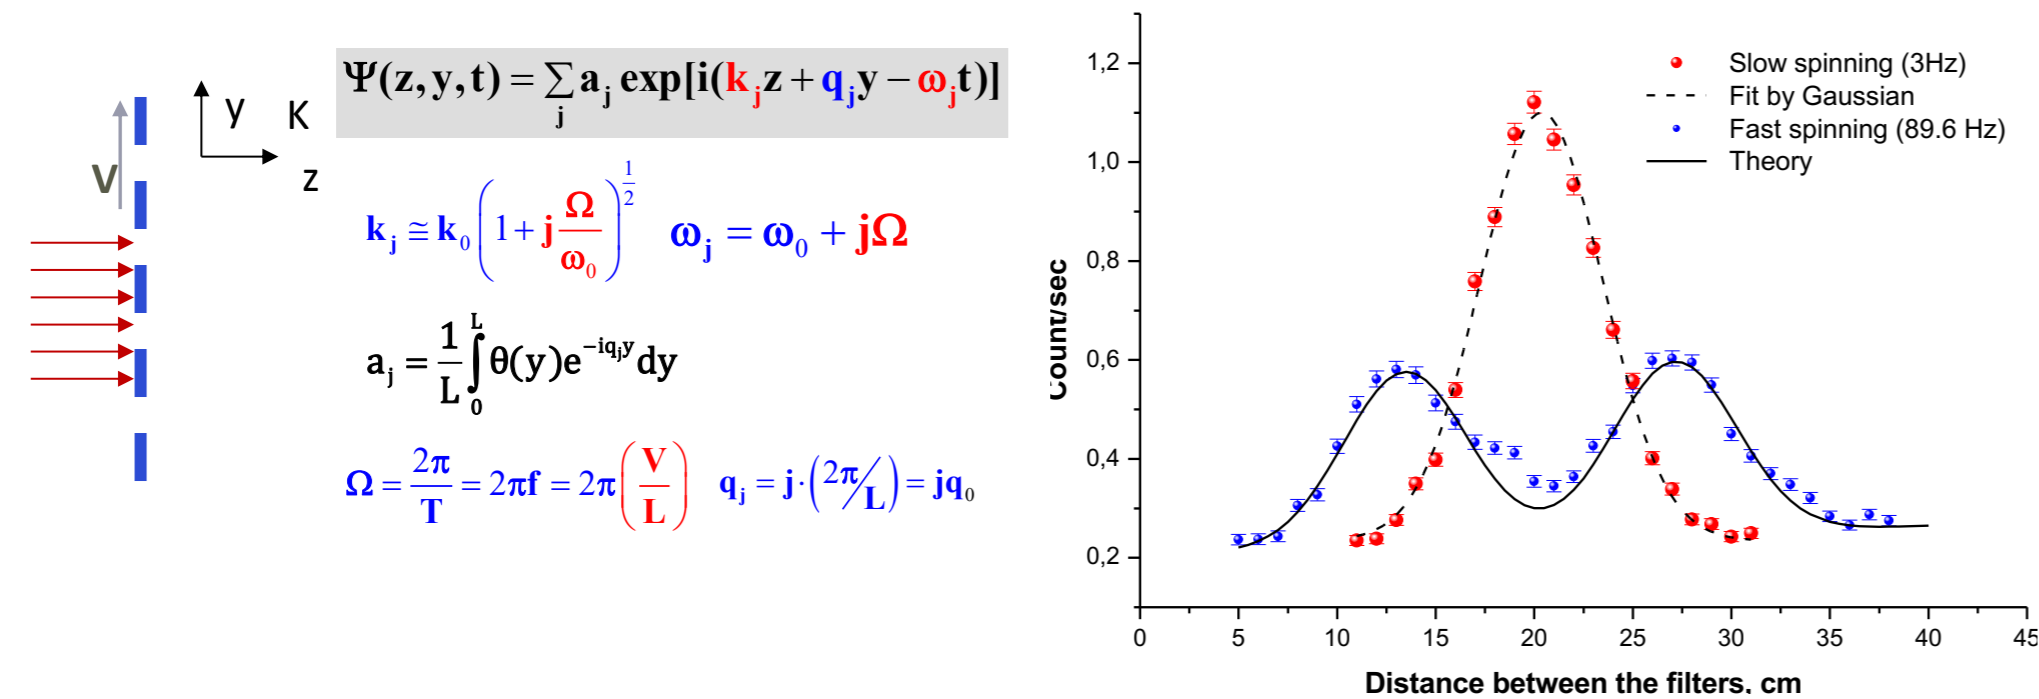 V
y K
z
Ψ(z,y,t) = ∑_j a_j exp[i(k_j z + q_j y − ω_j t)]
k_j ≅ k_0 (1 + j Ω/ω_0)^{1/2} ω_j = ω_0 + jΩ
a_j = 1/L ∫_0^L θ(y)e^{−iq_j y}dy
Ω = 2π/T = 2πf = 2π(V/L) q_j = j·(2π/L) = jq_0
Slow spinning (3Hz)
Fit by Gaussian
Fast spinning (89.6 Hz)
Theory
Count/sec
1,2
1,0
0,8
0,6
0,4
0,2
0 5 10 15 20 25 30 35 40 45
Distance between the filters, cm